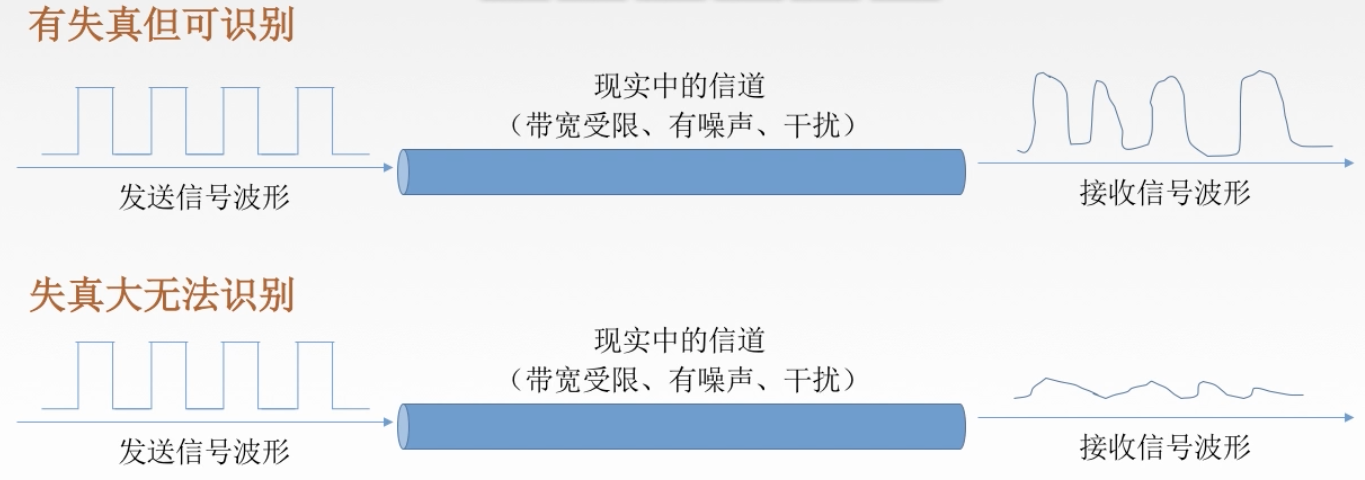 有失真但可识别
现实中的信道
（带宽受限、有噪声、干扰）
发送信号波形
接收信号波形
失真大无法识别
现实中的信道
（带宽受限、有噪声、干扰）
发送信号波形
接收信号波形